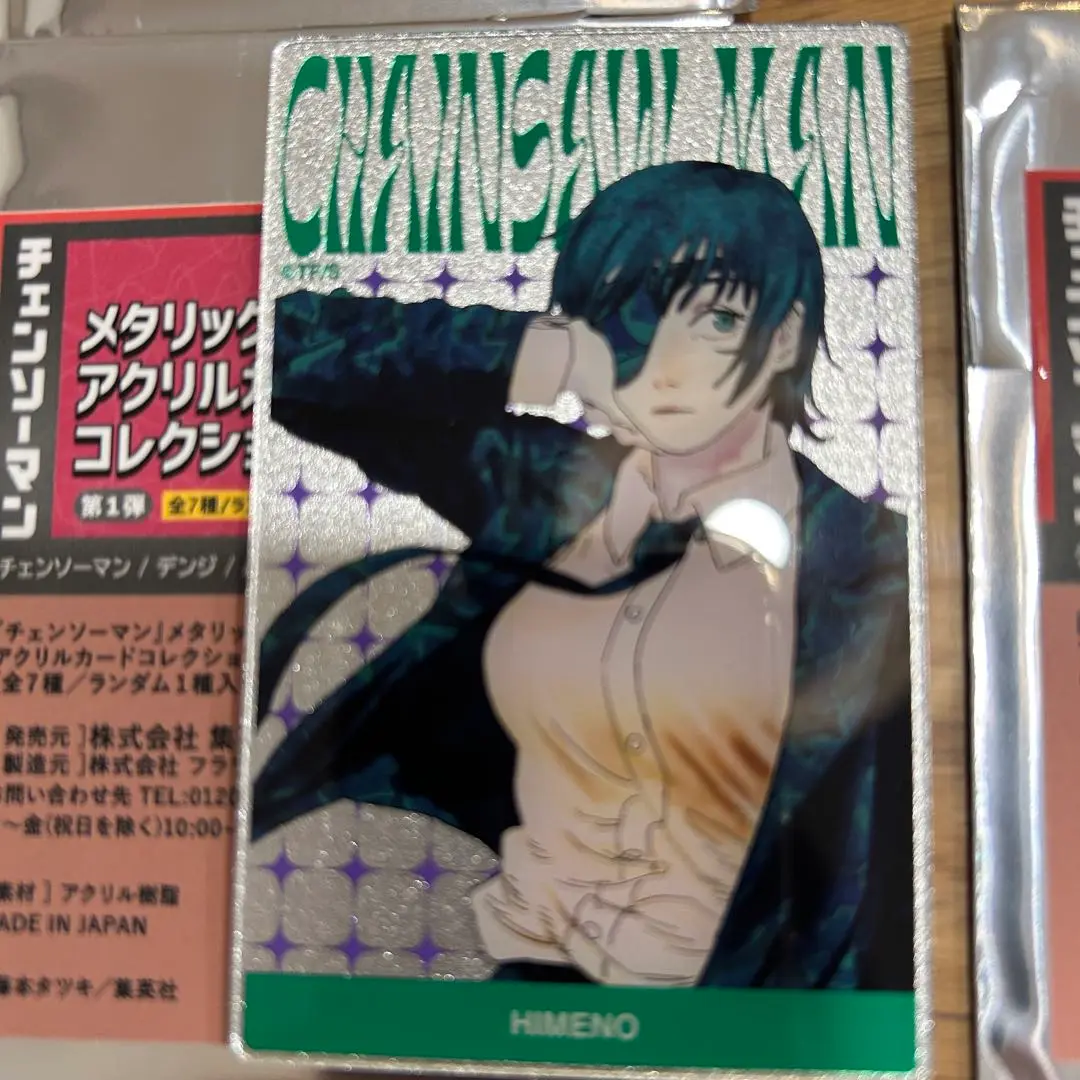 CHAINSAW MAN
©TF/S
HIMENO
チェンソーマン
メタリック
アクリル
コレクショ
第1弾
全7種/ラ
チェンソーマン / デンジ /
『チェンソーマン』メタリッ
アクリルカードコレクショ
全7種/ランダム1種入
発売元 ]株式会社 集
製造元 ]株式会社 フラ
お問い合わせ先 TEL:0120
～金(祝日を除く)10:00-
素材 ] アクリル樹脂
ADE IN JAPAN
藤本タツキ/集英社